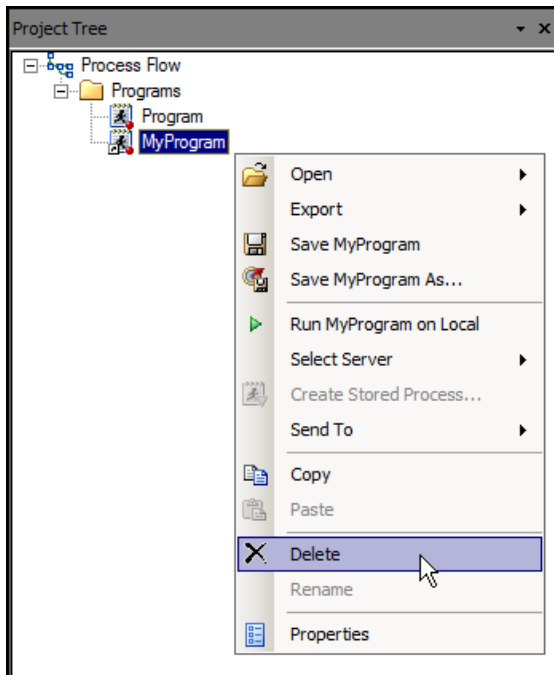 Project Tree
Process Flow
Programs
Program
MyProgram
Open
Export
Save MyProgram
Save MyProgram As...
Run MyProgram on Local
Select Server
Create Stored Process...
Send To
Copy
Paste
Delete
Rename
Properties